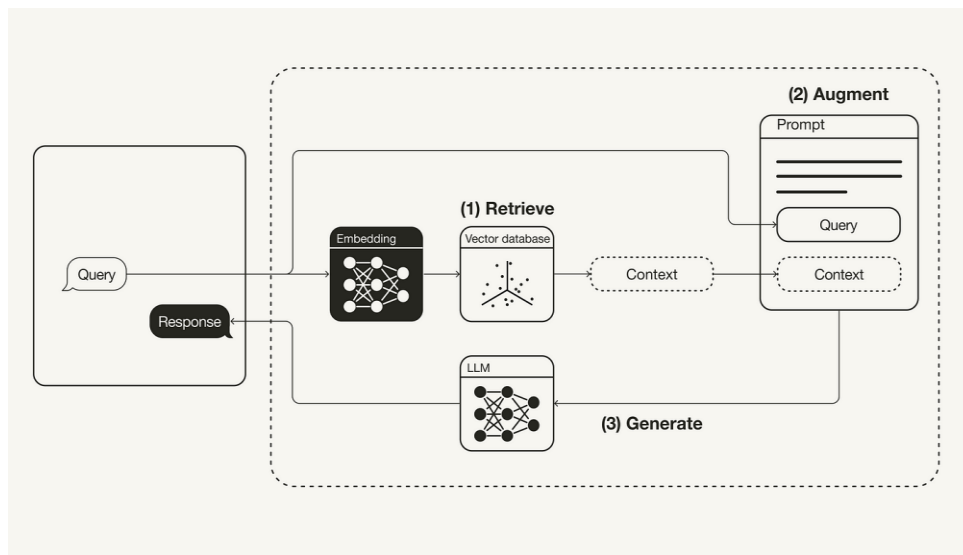 (2) Augment
Prompt
(1) Retrieve
Query
Embedding
Vector database
Query
Context
Context
Response
LLM
(3) Generate